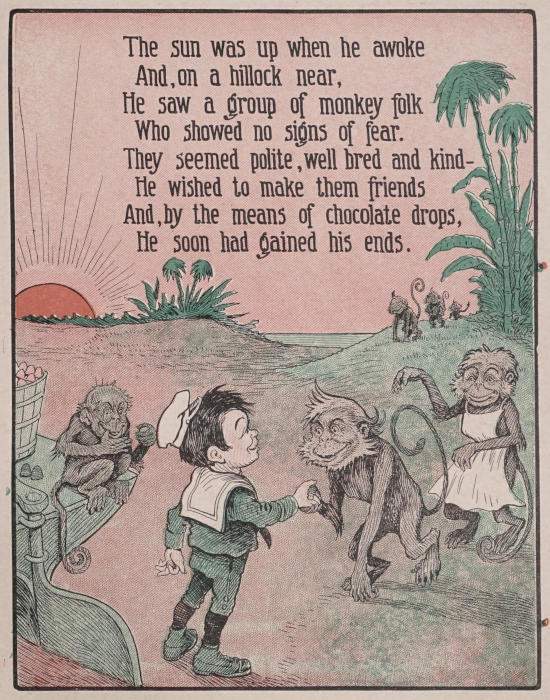 The sun was up when he awoke
And, on a hillock near,
He saw a group of monkey folk
Who showed no signs of fear.
They seemed polite, well bred and kind-
He wished to make them friends
And, by the means of chocolate drops,
He soon had gained his ends.